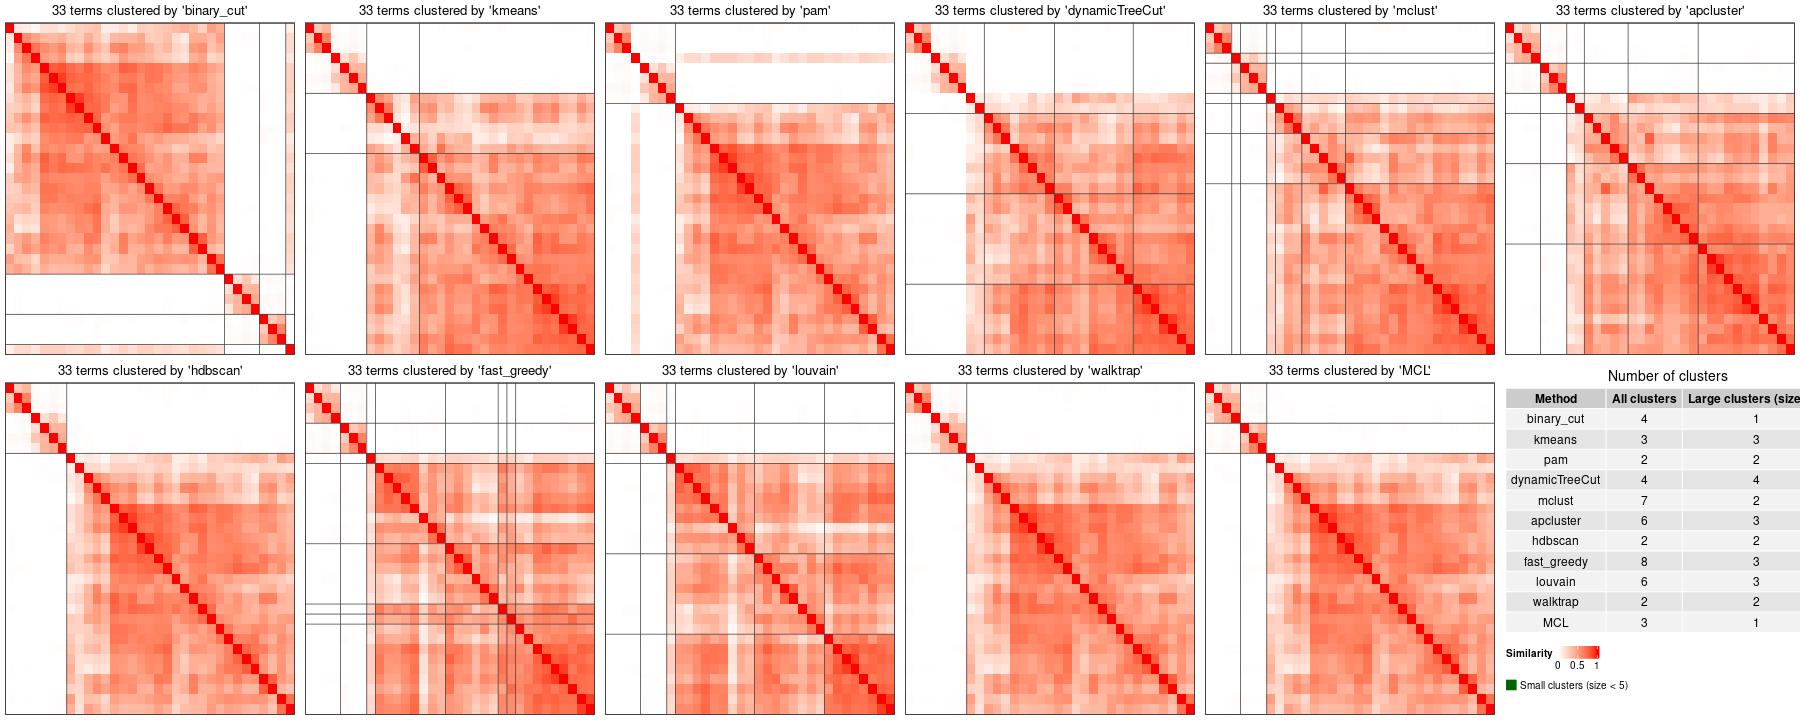 33 terms clustered by 'binary_cut'
33 terms clustered by 'kmeans'
33 terms clustered by 'pam'
33 terms clustered by 'dynamicTreeCut'
33 terms clustered by 'mclust'
33 terms clustered by 'apcluster'
33 terms clustered by 'hdbscan'
33 terms clustered by 'fast_greedy'
33 terms clustered by 'louvain'
33 terms clustered by 'walktrap'
33 terms clustered by 'MCL'
Number of clusters
Method All clusters Large clusters (size
binary_cut 4 1
kmeans 3 3
pam 2 2
dynamicTreeCut 4 4
mclust 7 2
apcluster 6 3
hdbscan 2 2
fast_greedy 8 3
louvain 6 3
walktrap 2 2
MCL 3 1
Similarity
0 0.5 1
Small clusters (size < 5)